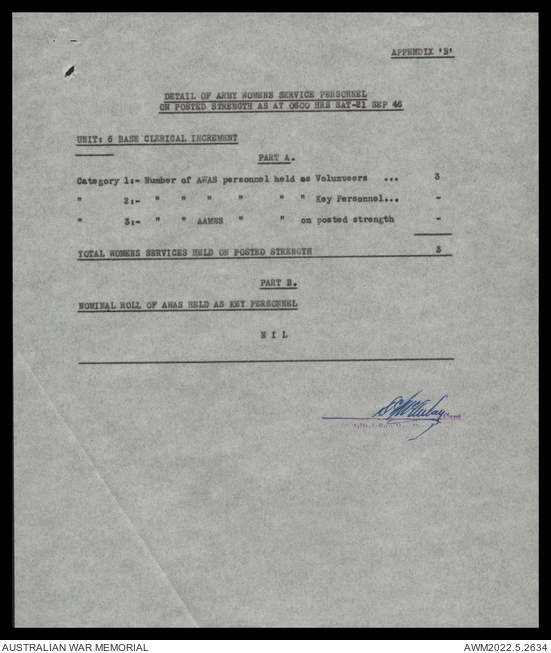 APPENDIX 'B'
DETAIL OF ARMY WOMENS SERVICE PERSONNEL
ON POSTED STRENGTH AS AT 0600 HRS SAT-21 SEP 46
UNIT: 6 BASE CLERICAL INCREMENT
PART A.
Category 1:- Number of AWAS personnel held as Volunteers ... 3
" 2:- " " " " " " Key Personnel... -
" 3:- " " AAMWS " " on posted strength -
TOTAL WOMENS SERVICES HELD ON POSTED STRENGTH 3
PART B.
NOMINAL ROLL OF AWAS HELD AS KEY PERSONNEL
N I L
Capt
AUSTRALIAN WAR MEMORIAL
AWM2022.5.2634